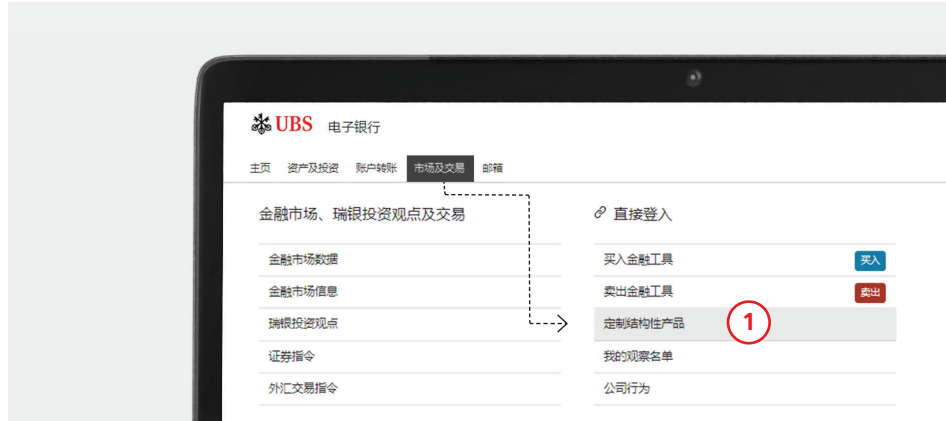 UBS 电子银行
主页 资产及投资 账户转账 市场及交易 邮箱
金融市场、瑞银投资观点及交易
金融市场数据
金融市场信息
瑞银投资观点
证券指令
外汇交易指令
直接登入
买入金融工具 买入
卖出金融工具 卖出
定制结构性产品 1
我的观察名单
公司行为